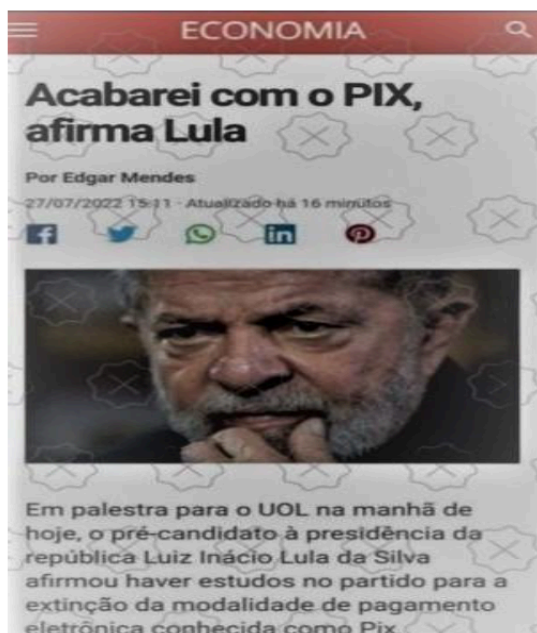 ECONOMIA
Acabarei com o PIX,
afirma Lula
Por Edgar Mendes
27/07/2022 15:11 · Atualizado há 16 minutos
Em palestra para o UOL na manhã de
hoje, o pré-candidato à presidência da
república Luiz Inácio Lula da Silva
afirmou haver estudos no partido para a
extinção da modalidade de pagamento
eletrônica conhecida como Pix